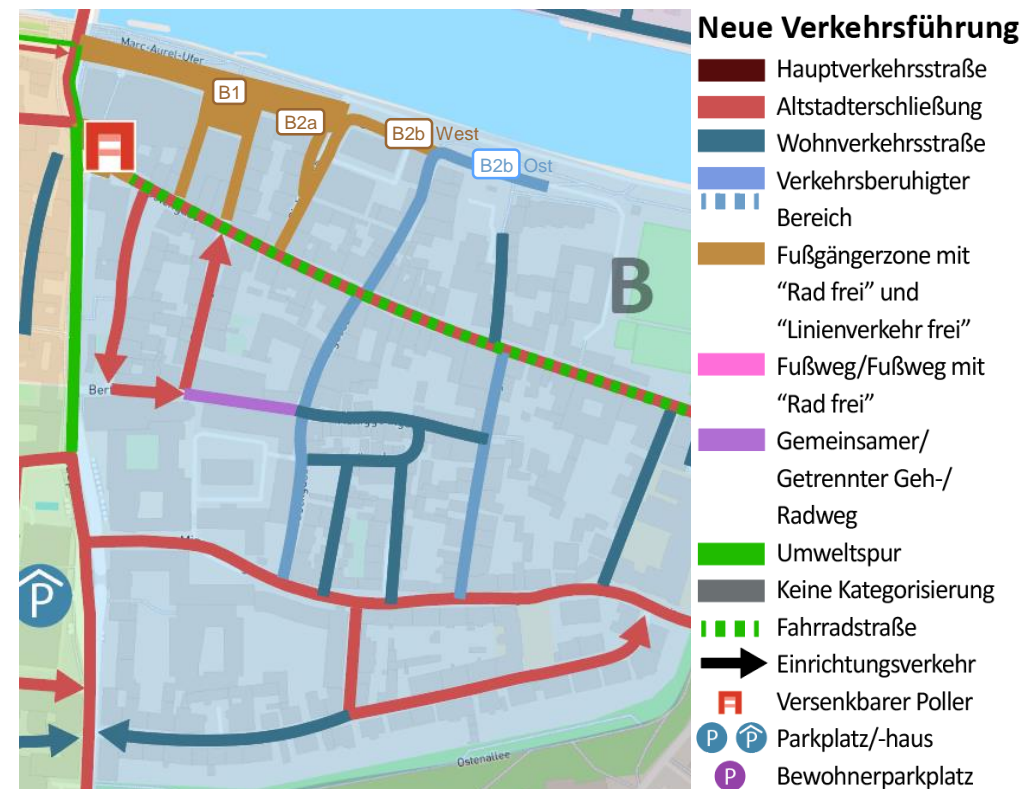 Neue Verkehrsführung
Hauptverkehrsstraße
Altstadterschließung
Wohnverkehrsstraße
Verkehrsberuhigter
Bereich
Fußgängerzone mit
“Rad frei” und
“Linienverkehr frei”
Fußweg/Fußweg mit
“Rad frei”
Gemeinsamer/
Getrennter Geh-/
Radweg
Umweltspur
Keine Kategorisierung
Fahrradstraße
Einrichtungsverkehr
Versenkbarer Poller
P P Parkplatz/-haus
P Bewohnerparkplatz
Marc-Aurel-Ufer
B1
B2a
B2b West
B2b Ost
B
Ber
P
Ostenallee